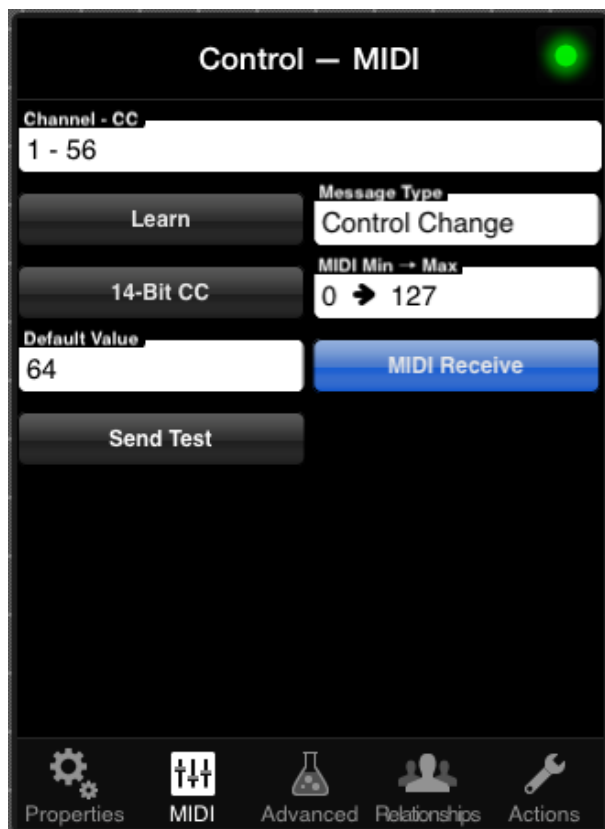 Control — MIDI
Channel - CC
1 - 56
Learn
Message Type
Control Change
14-Bit CC
MIDI Min → Max
0 ➔ 127
Default Value
64
MIDI Receive
Send Test
Properties
MIDI
Advanced
Relationships
Actions